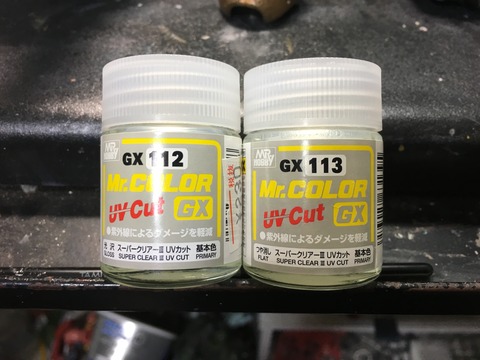 GX 112
Mr.COLOR
UV Cut GX
●紫外線によるダメージを軽減
光沢 スーパークリアーⅢ UVカット 基本色
GLOSS SUPER CLEAR Ⅲ UV CUT PRIMARY
MR.HOBBY
GX 113
Mr.COLOR
UV Cut GX
●紫外線によるダメージを軽減
つや消し スーパークリアーⅢ UVカット 基本色
FLAT SUPER CLEAR Ⅲ UV CUT PRIMARY
YAM